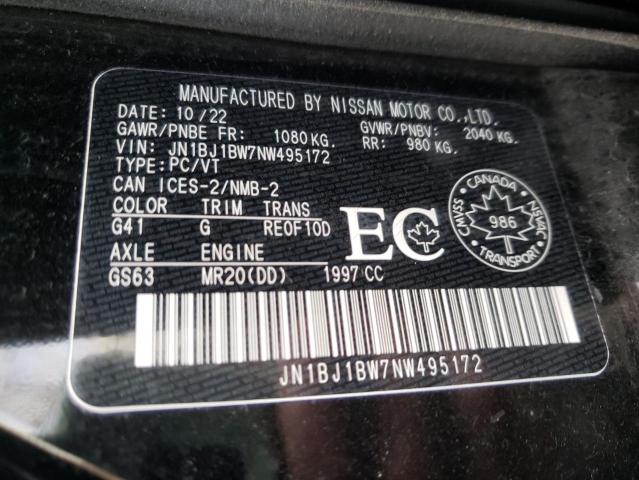 MANUFACTURED BY NISSAN MOTOR CO.,LTD.
DATE: 10/22
GAWR/PNBE FR: 1080 KG. GVWR/PNBV: 2040 KG.
VIN: JN1BJ1BW7NW495172 RR: 980 KG.
TYPE: PC/VT
CAN ICES-2/NMB-2
COLOR TRIM TRANS
G41 G RE0F10D
AXLE ENGINE
GS63 MR20(DD) 1997 CC
EC
CANADA
CMVSS 986 NSVAC
TRANSPORT
JN1BJ1BW7NW495172